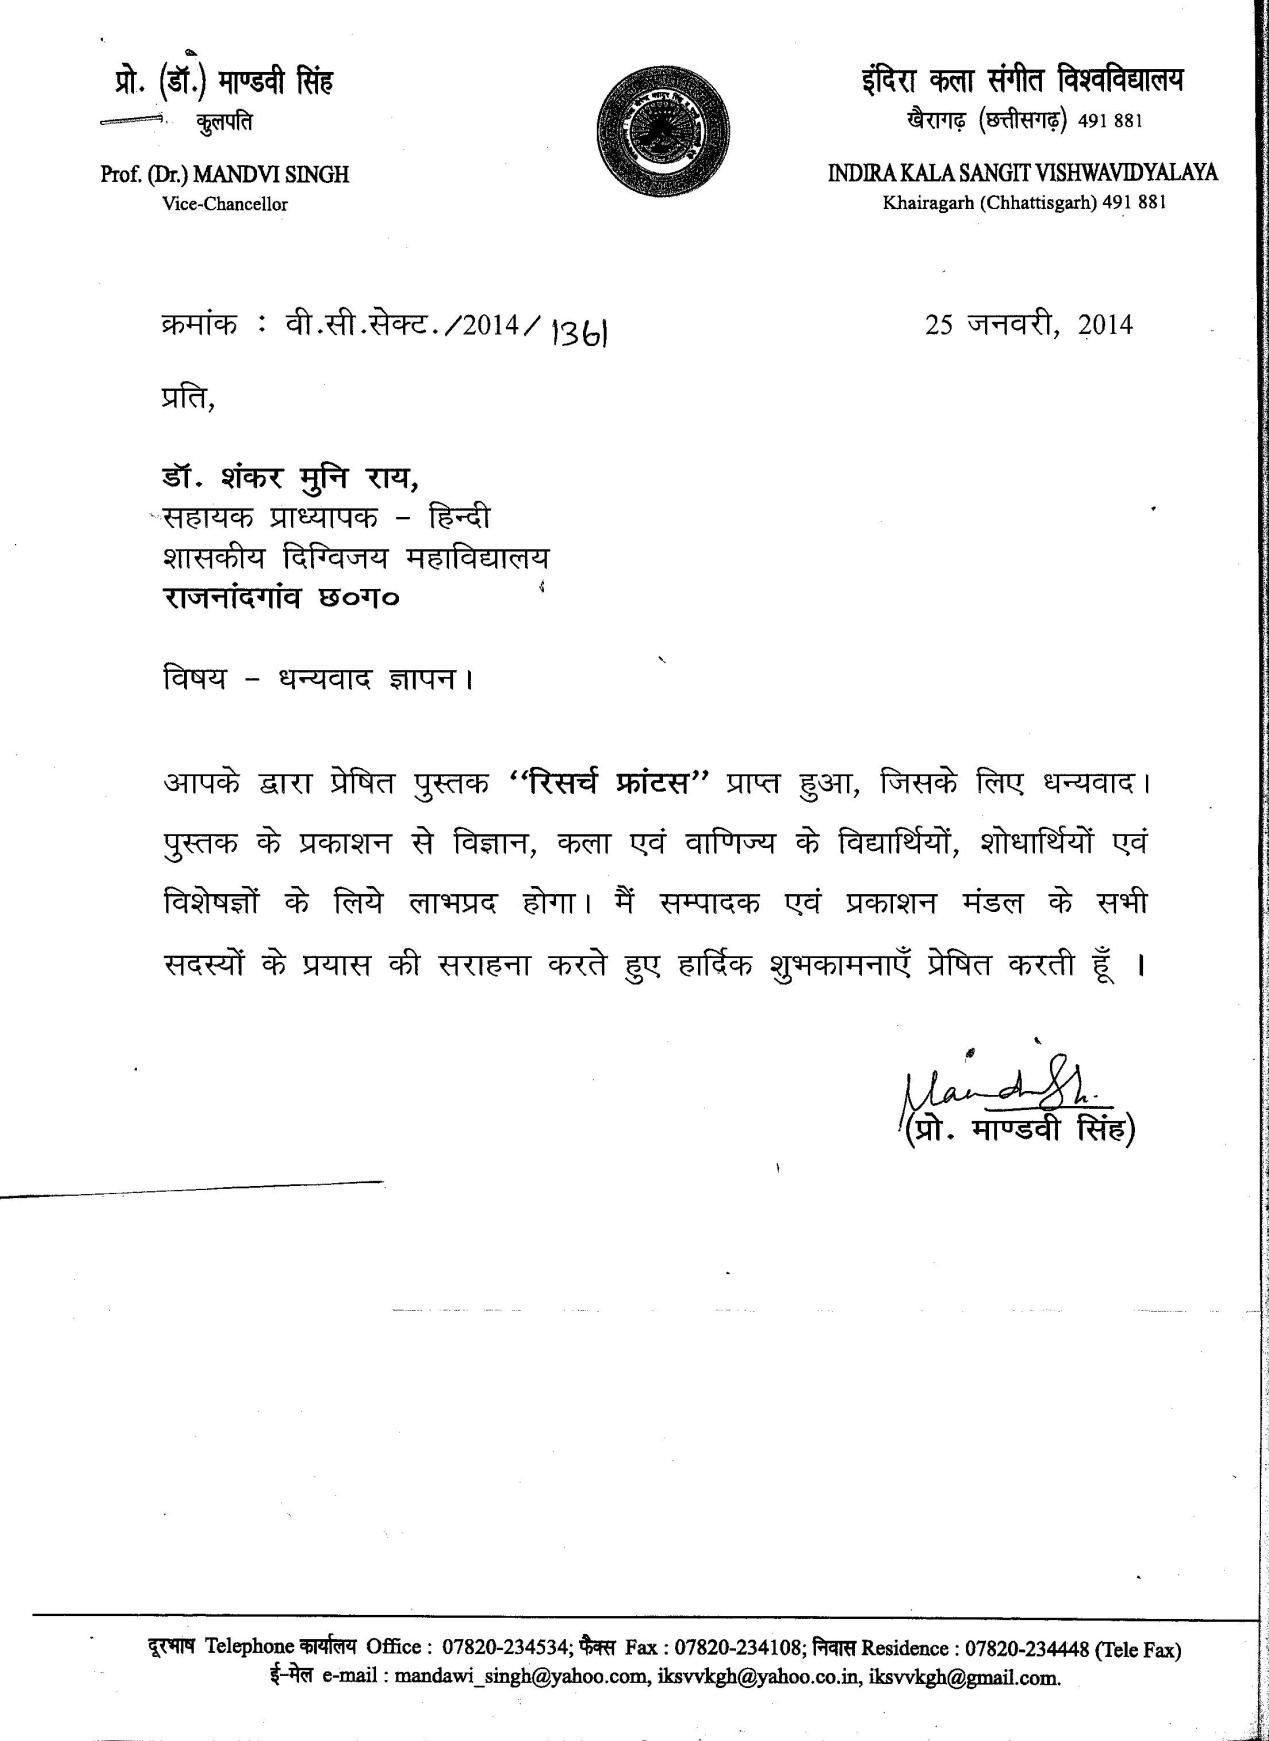 प्रो. (डॉ.) माण्डवी सिंह
कुलपति
Prof. (Dr.) MANDVI SINGH
Vice-Chancellor
इंदिरा कला संगीत विश्वविद्यालय
खैरागढ़ (छत्तीसगढ़) 491 881
INDIRA KALA SANGIT VISHWAVIDYALAYA
Khairagarh (Chhattisgarh) 491 881
क्रमांक : वी.सी.सेक्ट./2014/ 1361
25 जनवरी, 2014
प्रति,
डॉ. शंकर मुनि राय,
सहायक प्राध्यापक – हिन्दी
शासकीय दिग्विजय महाविद्यालय
राजनांदगांव छ०ग०
विषय – धन्यवाद ज्ञापन।
आपके द्वारा प्रेषित पुस्तक “रिसर्च फ्रांटस” प्राप्त हुआ, जिसके लिए धन्यवाद।
पुस्तक के प्रकाशन से विज्ञान, कला एवं वाणिज्य के विद्यार्थियों, शोधार्थियों एवं
विशेषज्ञों के लिये लाभप्रद होगा। मैं सम्पादक एवं प्रकाशन मंडल के सभी
सदस्यों के प्रयास की सराहना करते हुए हार्दिक शुभकामनाएँ प्रेषित करती हूँ ।
(प्रो. माण्डवी सिंह)
दूरभाष Telephone कार्यालय Office : 07820-234534; फैक्स Fax : 07820-234108; निवास Residence : 07820-234448 (Tele Fax)
ई-मेल e-mail : mandawi_singh@yahoo.com, iksvvkgh@yahoo.co.in, iksvvkgh@gmail.com.